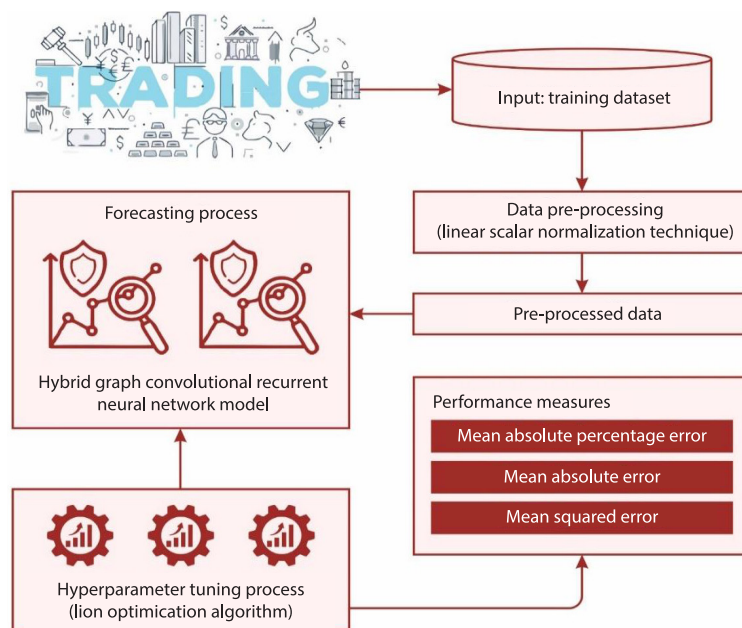 TRADING
Input: training dataset
Data pre-processing
(linear scalar normalization technique)
Pre-processed data
Forecasting process
Hybrid graph convolutional recurrent
neural network model
Hyperparameter tuning process
(lion optimication algorithm)
Performance measures
Mean absolute percentage error
Mean absolute error
Mean squared error